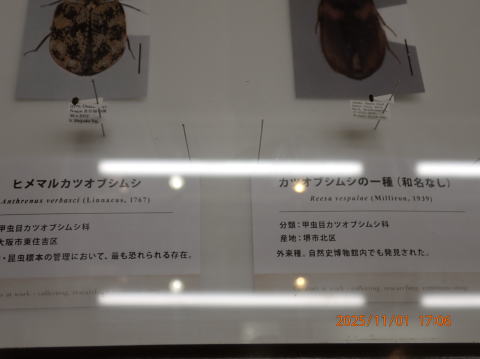 ヒメマルカツオブシムシ
Anthrenus verbasci (Linnaeus, 1767)
甲虫目カツオブシムシ科
大阪市東住吉区
・昆虫標本の管理において、最も恐れられる存在。
カツオブシムシの一種（和名なし）
Reesa vespulae (Milliron, 1939)
分類：甲虫目カツオブシムシ科
産地：堺市北区
外来種。自然史博物館内でも発見された。
at work - collecting, researching,
2025/11/01 17:06